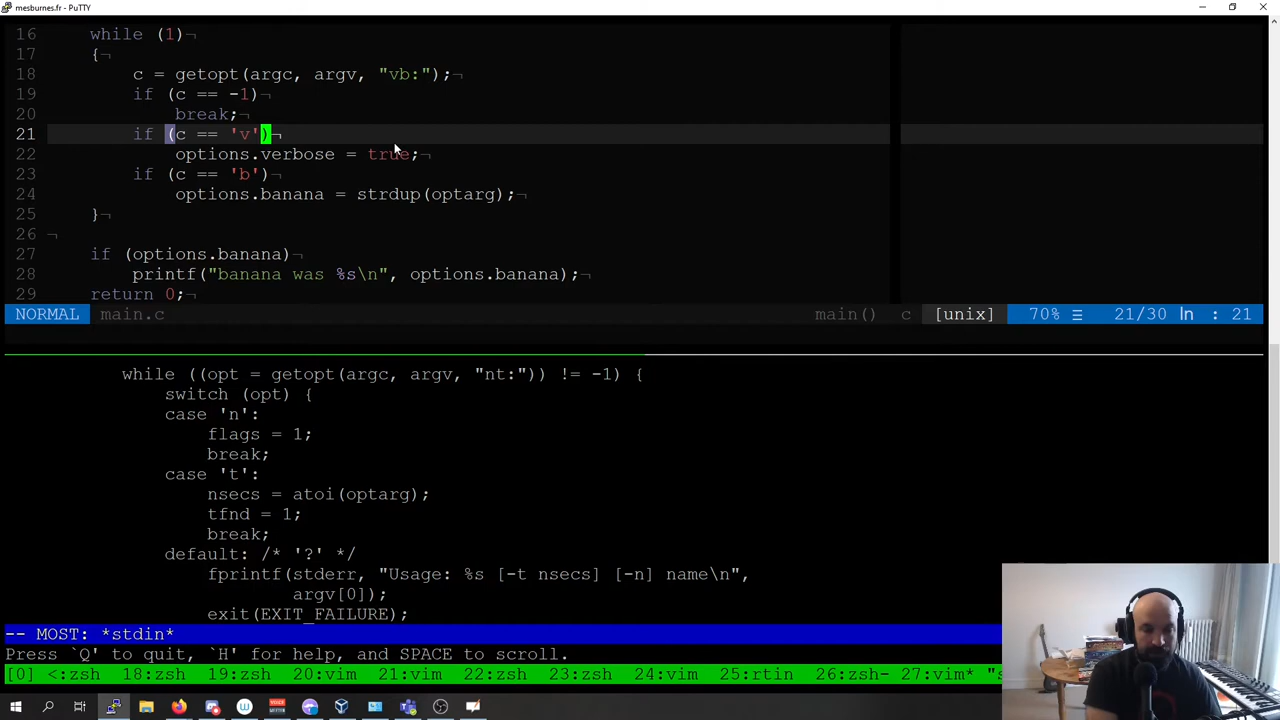 mesburnes.fr - PuTTY
16 while (1)¬
17 {¬
18 c = getopt(argc, argv, "vb:");¬
19 if (c == -1)¬
20 break;¬
21 if (c == 'v')¬
22 options.verbose = true;¬
23 if (c == 'b')¬
24 options.banana = strdup(optarg);¬
25 }¬
26 ¬
27 if (options.banana)¬
28 printf("banana was %s\n", options.banana);¬
29 return 0;¬
NORMAL main.c main() c [unix] 70% ☰ 21/30 ln : 21
while ((opt = getopt(argc, argv, "nt:")) != -1) {
switch (opt) {
case 'n':
flags = 1;
break;
case 't':
nsecs = atoi(optarg);
tfnd = 1;
break;
default: /* '?' */
fprintf(stderr, "Usage: %s [-t nsecs] [-n] name\n",
argv[0]);
exit(EXIT_FAILURE);
-- MOST: *stdin*
Press `Q' to quit, `H' for help, and SPACE to scroll.
[0] <:zsh 18:zsh 19:zsh 20:vim 21:vim 22:zsh 23:zsh 24:vim 25:rtin 26:zsh- 27:vim* "s